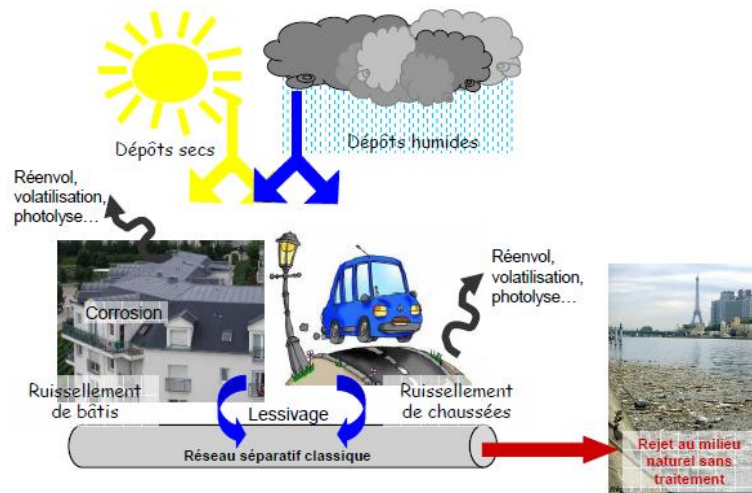 Dépôts secs
Dépôts humides
Réenvol,
volatilisation,
photolyse…
Réenvol,
volatilisation,
photolyse…
Corrosion
Ruissellement
de bâtis
Lessivage
Ruissellement
de chaussées
Réseau séparatif classique
Rejet au milieu
naturel sans
traitement